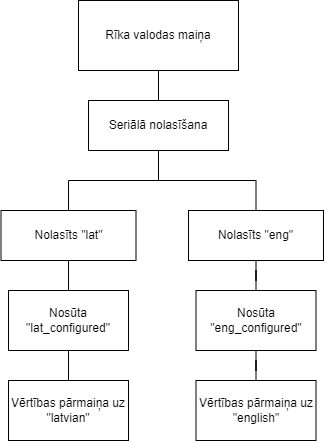 Rīka valodas maiņa
Seriālā nolasīšana
Nolasīts "lat"
Nolasīts "eng"
Nosūta
"lat_configured"
Nosūta
"eng_configured"
Vērtības pārmaiņa uz
"latvian"
Vērtības pārmaiņa uz
"english"